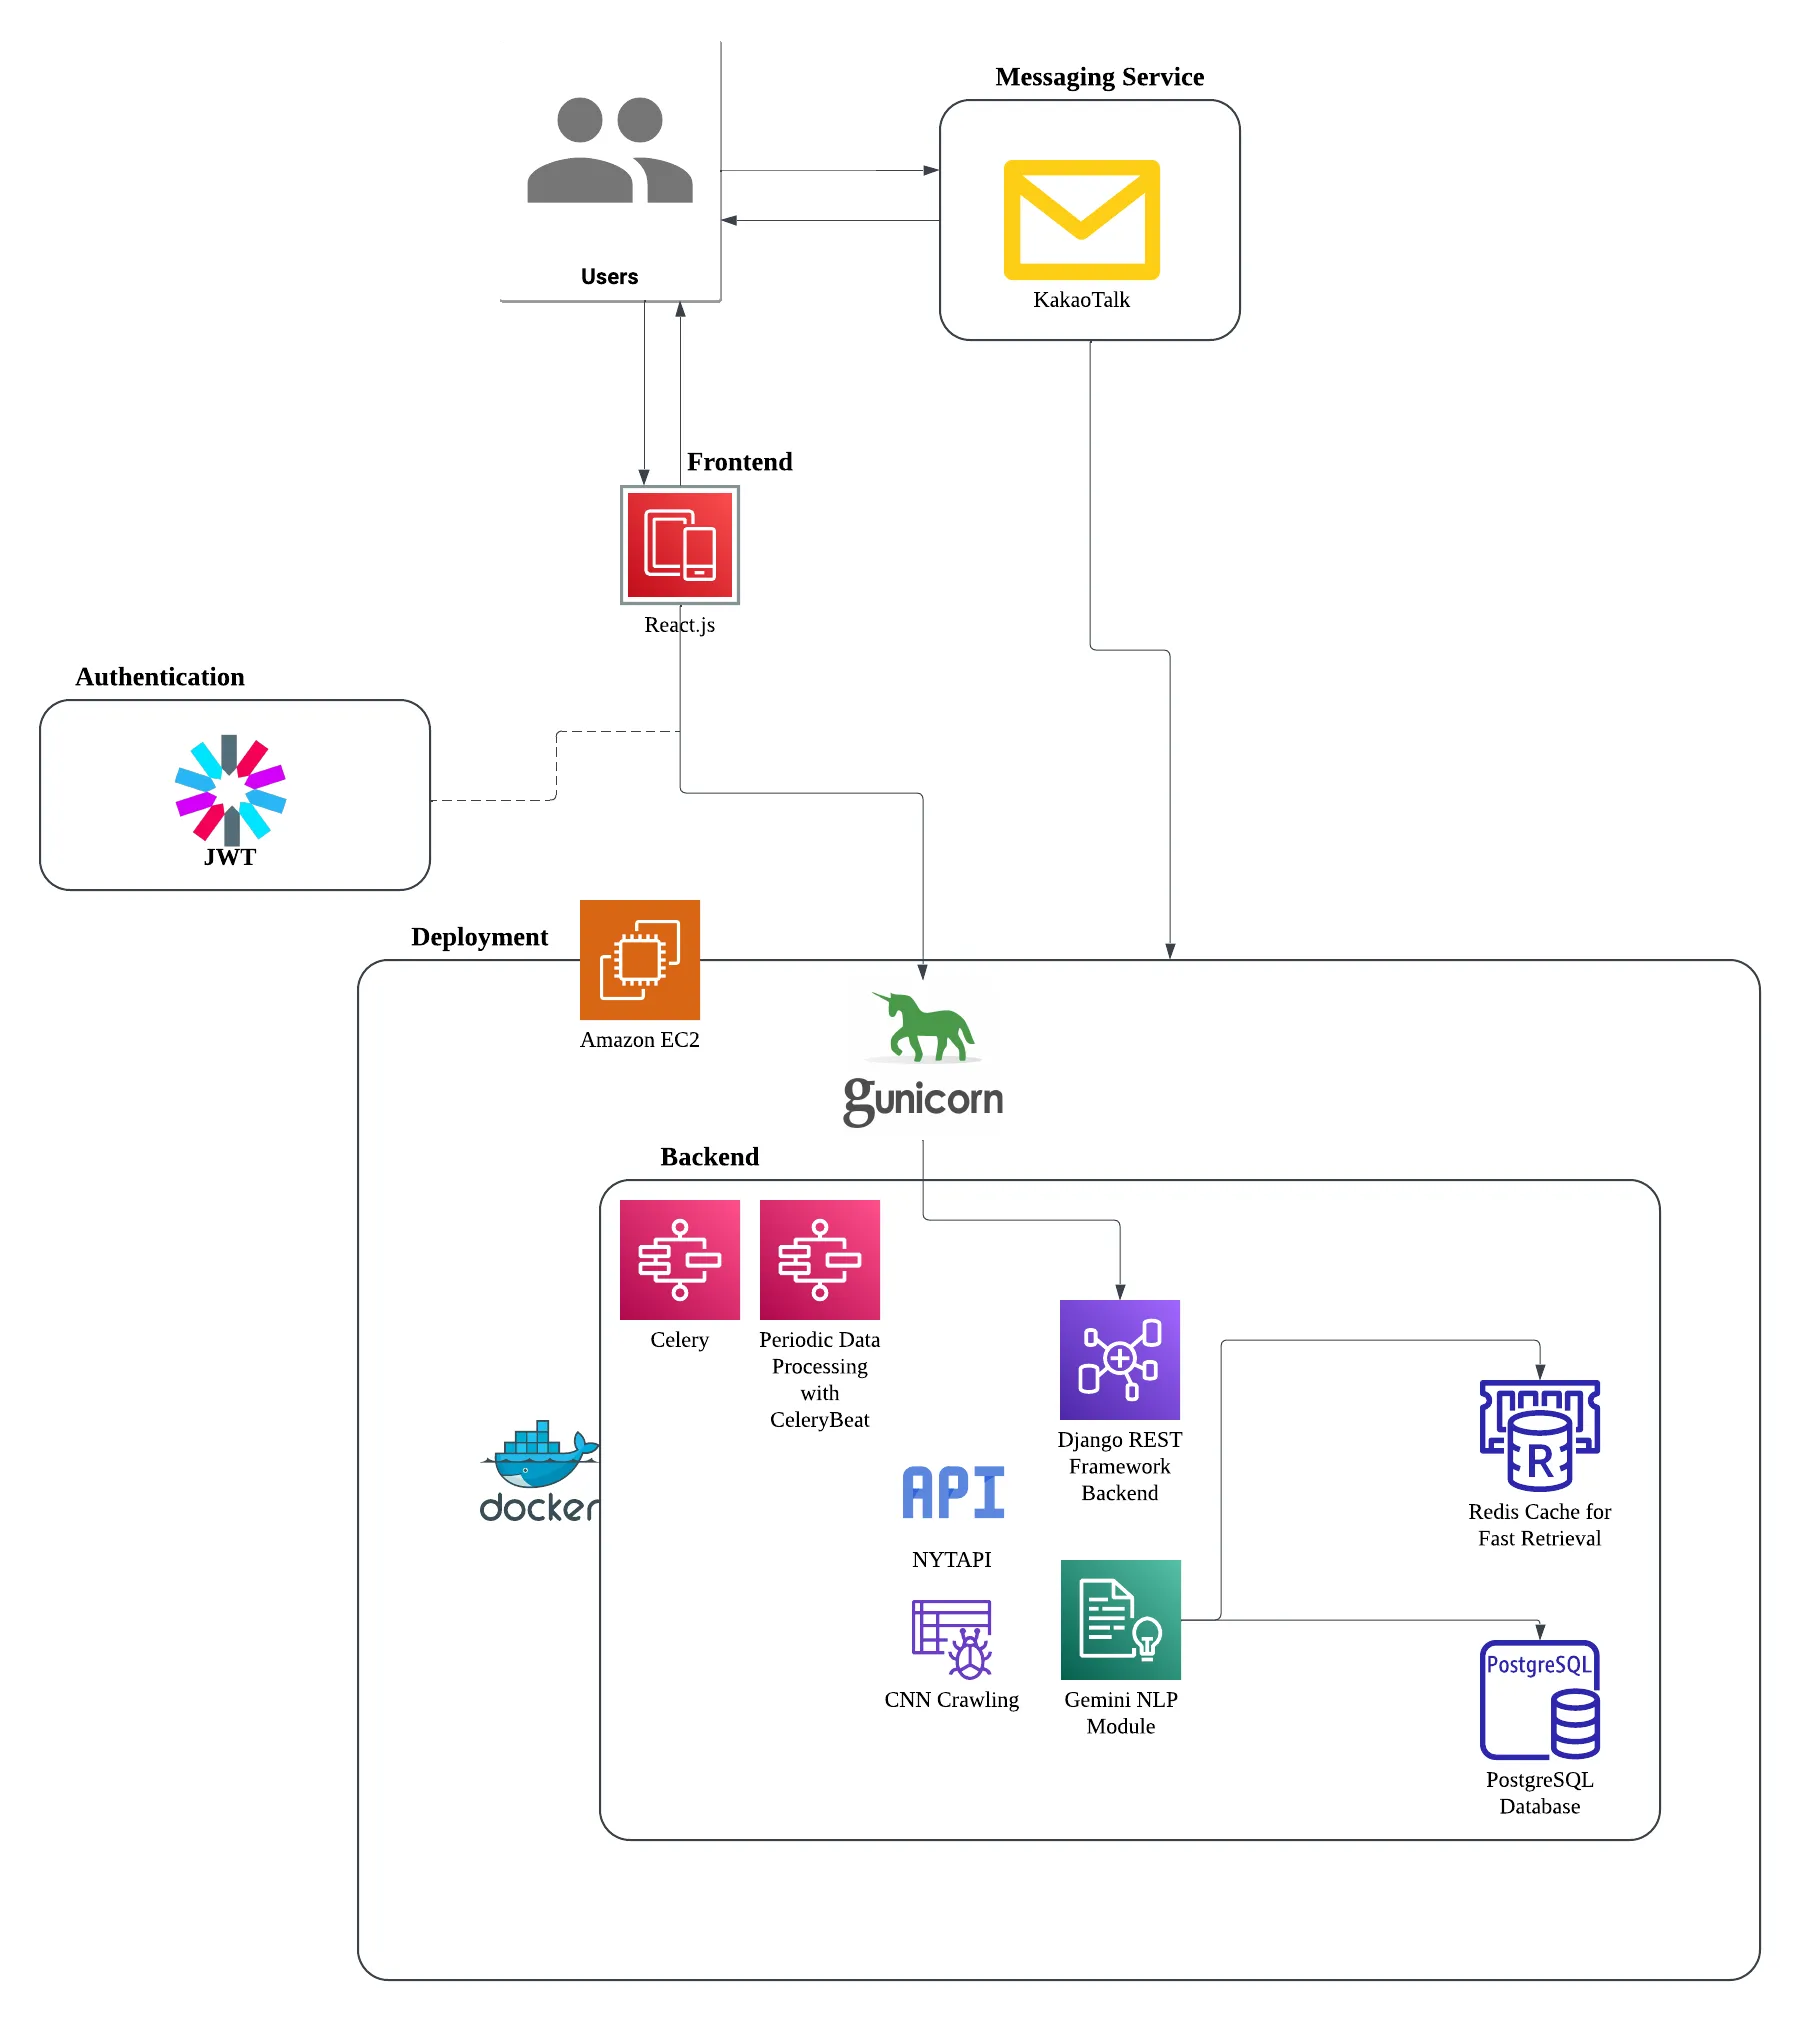 Messaging Service
KakaoTalk
Users
Frontend
React.js
Authentication
JWT
Deployment
Amazon EC2
gunicorn
Backend
Celery
Periodic Data
Processing
with
CeleryBeat
Django REST
Framework
Backend
R
Redis Cache for
Fast Retrieval
docker
API
NYTAPI
CNN Crawling
Gemini NLP
Module
PostgreSQL
PostgreSQL
Database